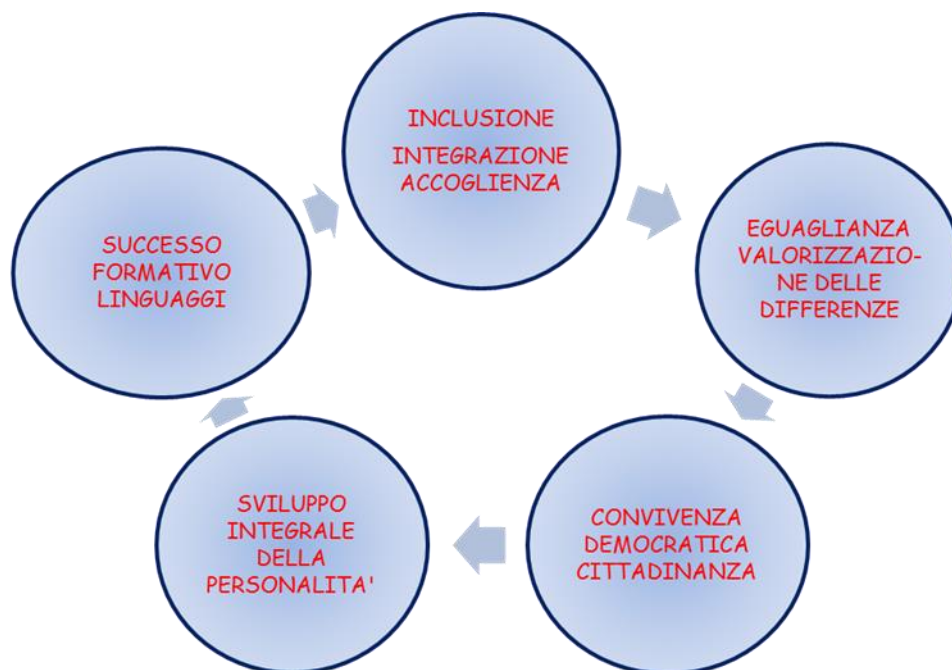 INCLUSIONE
INTEGRAZIONE
ACCOGLIENZA
EGUAGLIANZA
VALORIZZAZIO-
NE DELLE
DIFFERENZE
CONVIVENZA
DEMOCRATICA
CITTADINANZA
SVILUPPO
INTEGRALE
DELLA
PERSONALITA'
SUCCESSO
FORMATIVO
LINGUAGGI